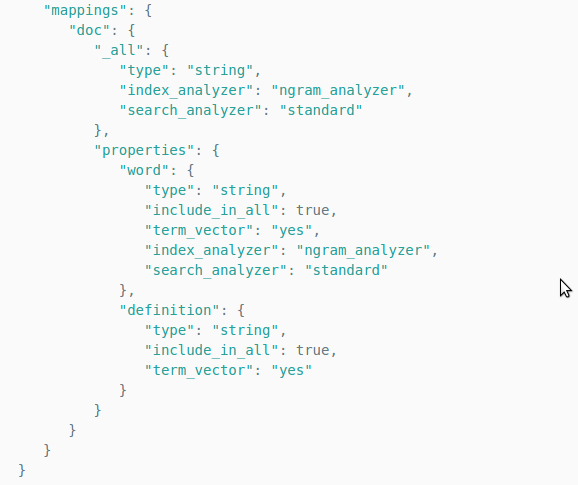 "mappings": {
"doc": {
"_all": {
"type": "string",
"index_analyzer": "ngram_analyzer",
"search_analyzer": "standard"
},
"properties": {
"word": {
"type": "string",
"include_in_all": true,
"term_vector": "yes",
"index_analyzer": "ngram_analyzer",
"search_analyzer": "standard"
},
"definition": {
"type": "string",
"include_in_all": true,
"term_vector": "yes"
}
}
}
}
}